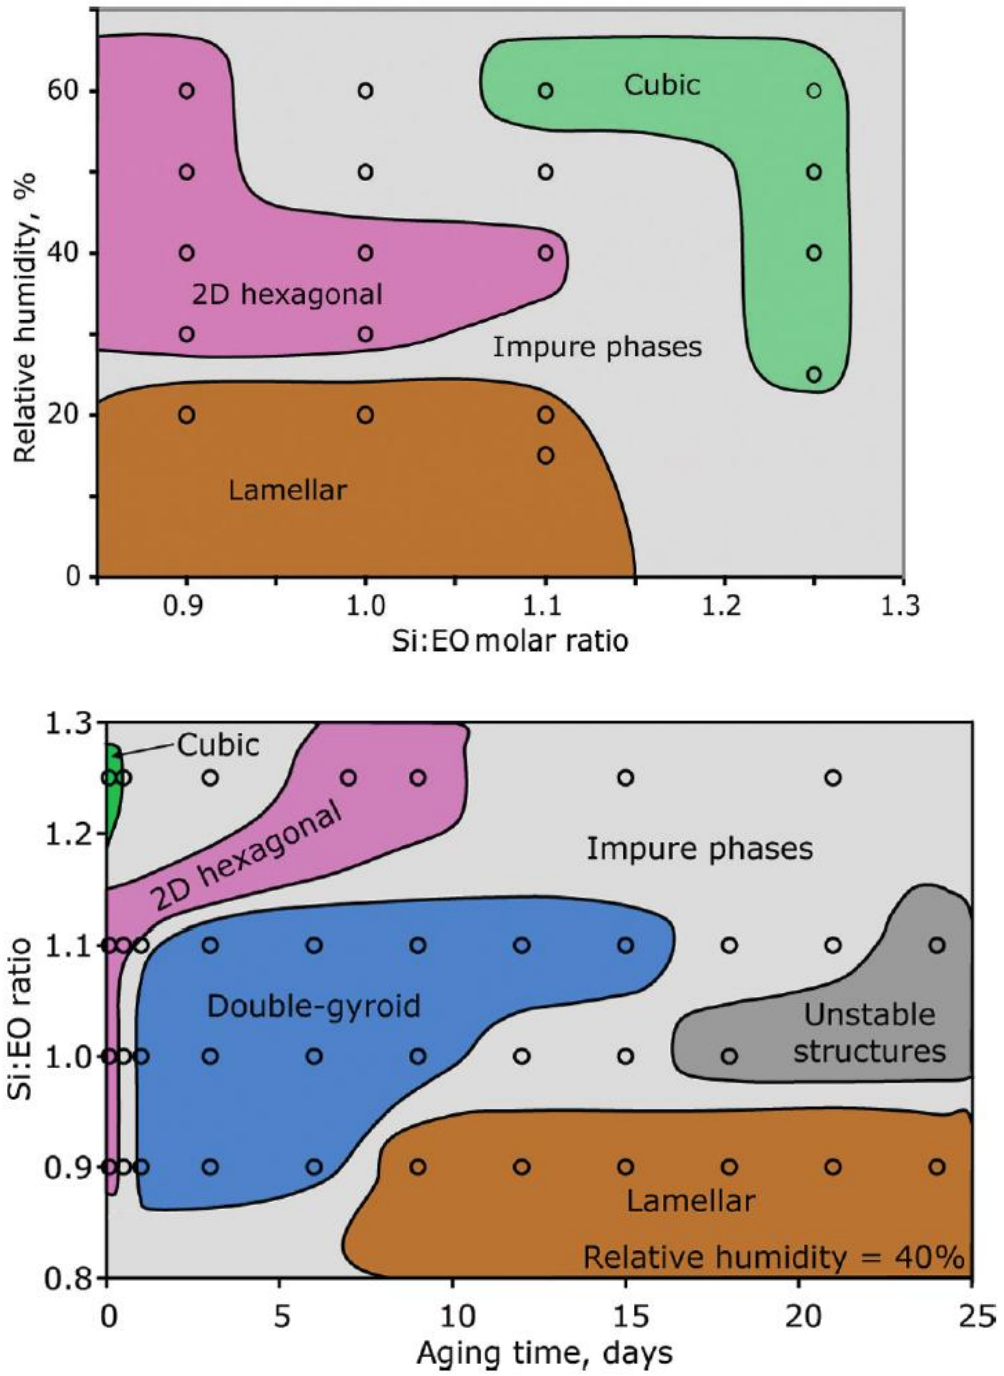 Relative humidity, %
60
40
20
0
Cubic
2D hexagonal
Impure phases
Lamellar
0.9 1.0 1.1 1.2 1.3
Si:EO molar ratio
Si:EO ratio
1.3
1.2
1.1
1.0
0.9
0.8
Cubic
2D hexagonal
Impure phases
Double-gyroid
Unstable
structures
Lamellar
Relative humidity = 40%
0 5 10 15 20 25
Aging time, days